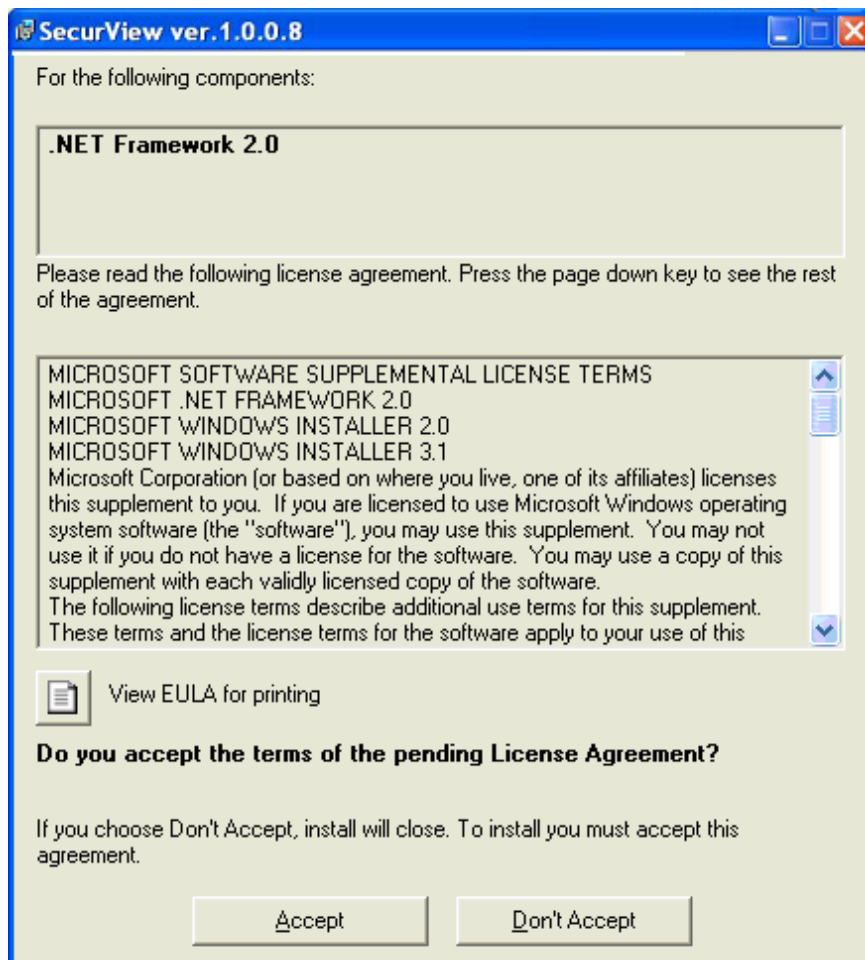 SecurView ver.1.0.0.8
For the following components:
.NET Framework 2.0
Please read the following license agreement. Press the page down key to see the rest
of the agreement.
MICROSOFT SOFTWARE SUPPLEMENTAL LICENSE TERMS
MICROSOFT .NET FRAMEWORK 2.0
MICROSOFT WINDOWS INSTALLER 2.0
MICROSOFT WINDOWS INSTALLER 3.1
Microsoft Corporation (or based on where you live, one of its affiliates) licenses
this supplement to you.  If you are licensed to use Microsoft Windows operating
system software (the "software"), you may use this supplement.  You may not
use it if you do not have a license for the software.  You may use a copy of this
supplement with each validly licensed copy of the software.
The following license terms describe additional use terms for this supplement.
These terms and the license terms for the software apply to your use of this
View EULA for printing
Do you accept the terms of the pending License Agreement?
If you choose Don't Accept, install will close. To install you must accept this
agreement.
Accept
Don't Accept